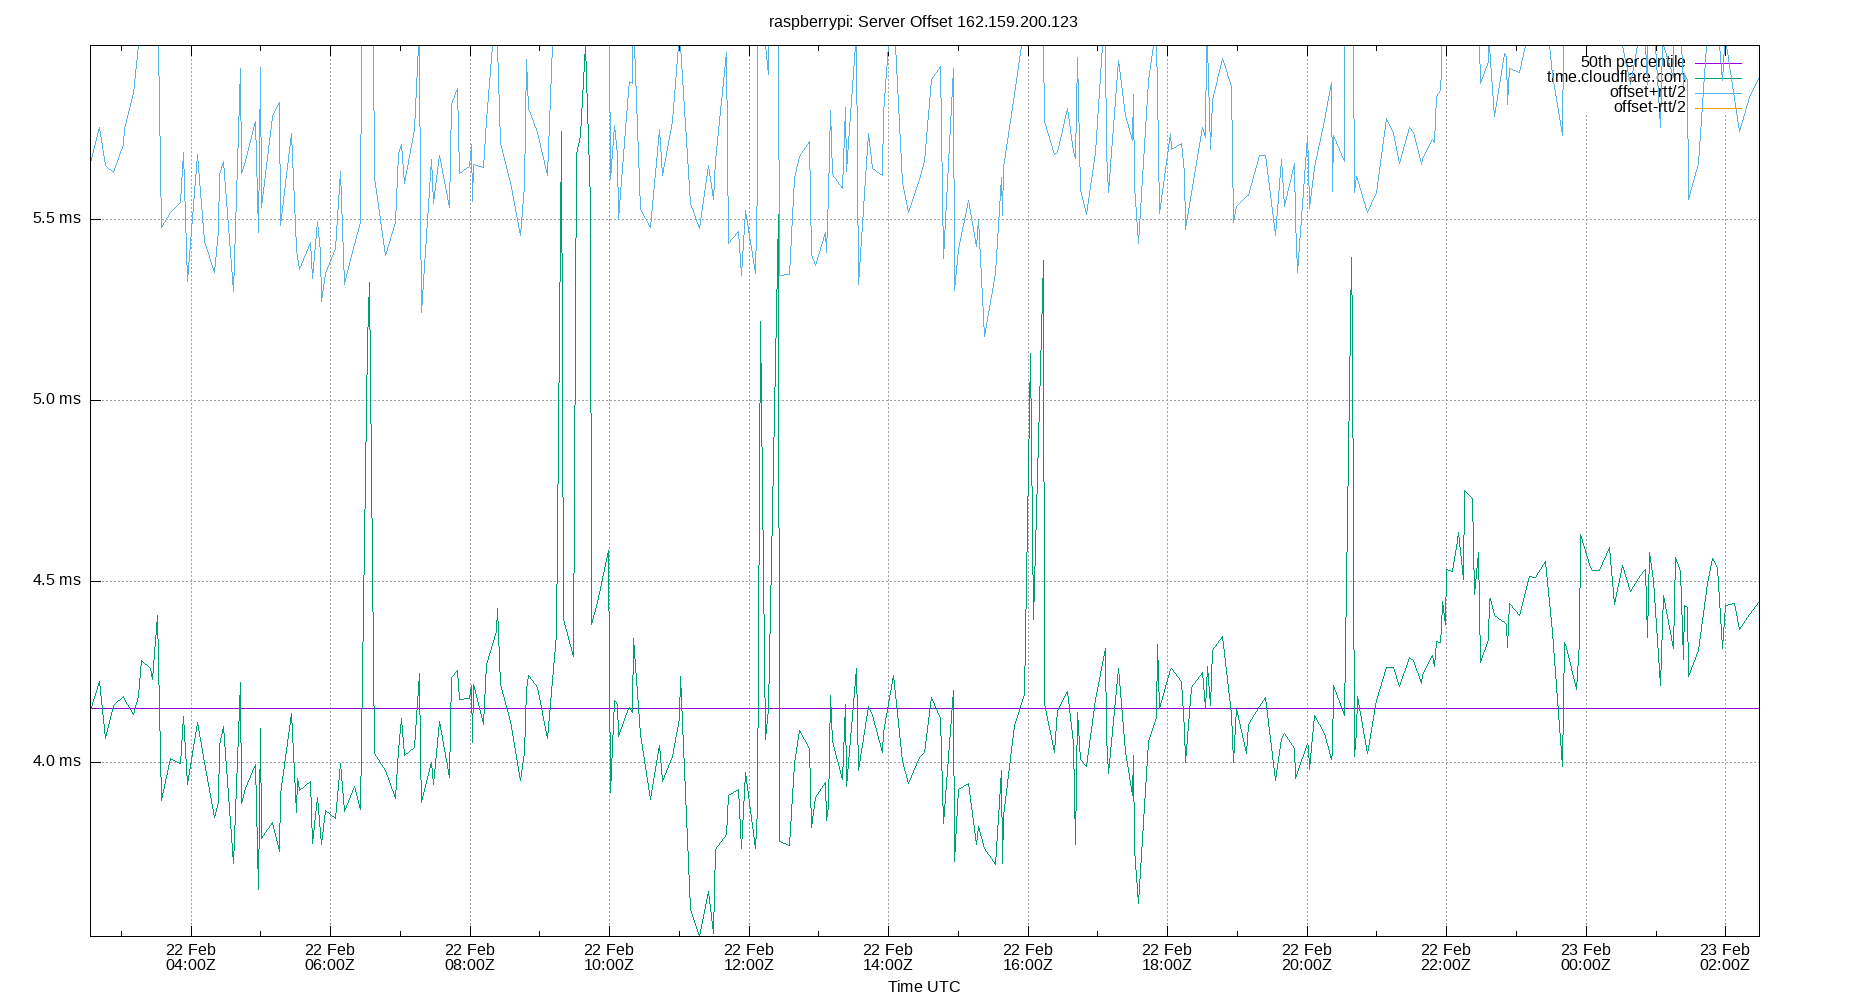 raspberrypi: Server Offset 162.159.200.123
50th percentile
time.cloudflare.com
offset+rtt/2
offset-rtt/2
5.5 ms
5.0 ms
4.5 ms
4.0 ms
22 Feb 22 Feb 22 Feb 22 Feb 22 Feb 22 Feb 22 Feb 22 Feb 22 Feb 22 Feb 23 Feb 23 Feb
04:00Z 06:00Z 08:00Z 10:00Z 12:00Z 14:00Z 16:00Z 18:00Z 20:00Z 22:00Z 00:00Z 02:00Z
Time UTC